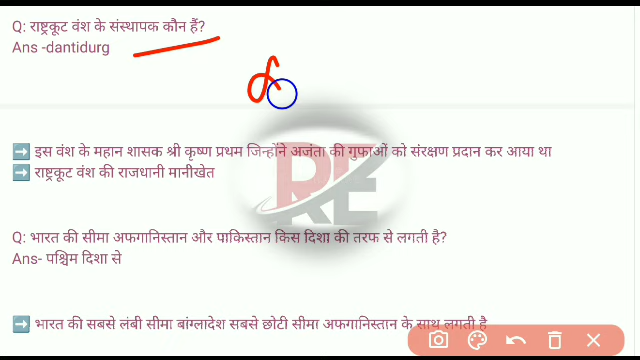 Q: राष्ट्रकूट वंश के संस्थापक कौन हैं?
Ans -dantidurg
➡️ इस वंश के महान शासक श्री कृष्ण प्रथम जिन्होंने अजंता की गुफाओं को संरक्षण प्रदान कर आया था
➡️ राष्ट्रकूट वंश की राजधानी मानीखेत
RE
Q: भारत की सीमा अफगानिस्तान और पाकिस्तान किस दिशा की तरफ से लगती है?
Ans- पश्चिम दिशा से
➡️ भारत की सबसे लंबी सीमा बांग्लादेश सबसे छोटी सीमा अफगानिस्तान के साथ लगती है